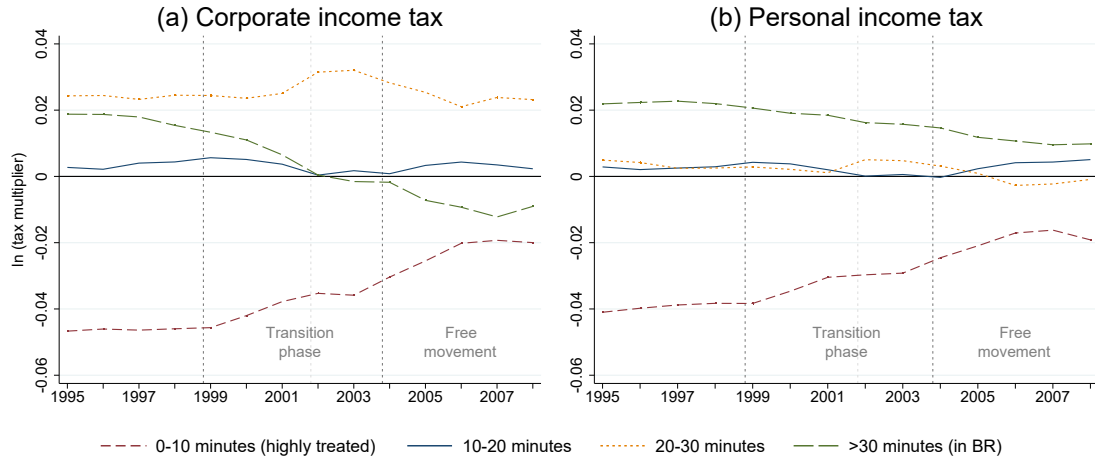 (a) Corporate income tax
(b) Personal income tax
ln (tax multiplier)
0.04
0.02
0
-0.02
-0.04
-0.06
Transition
phase
Free
movement
1995 1997 1999 2001 2003 2005 2007
0.04
0.02
0
-0.02
-0.04
-0.06
Transition
phase
Free
movement
1995 1997 1999 2001 2003 2005 2007
0-10 minutes (highly treated) 10-20 minutes 20-30 minutes >30 minutes (in BR)